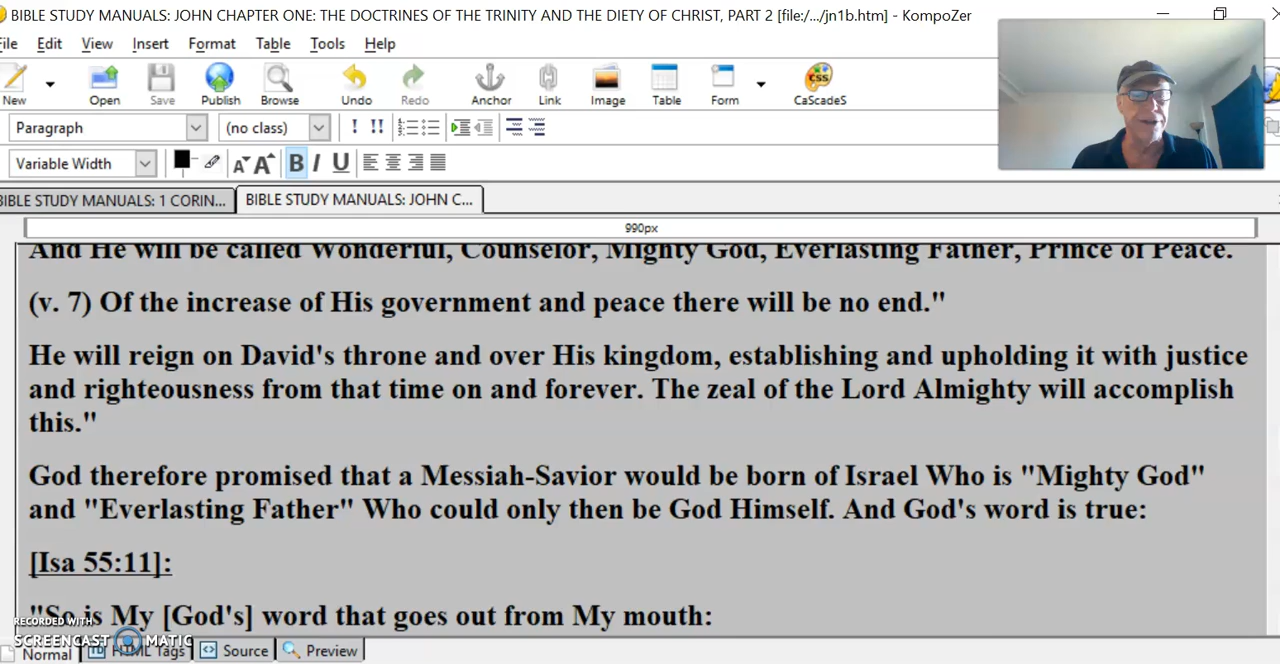 BIBLE STUDY MANUALS: JOHN CHAPTER ONE: THE DOCTRINES OF THE TRINITY AND THE DIETY OF CHRIST, PART 2 [file:/.../jn1b.htm] - KompoZer
File Edit View Insert Format Table Tools Help
New Open Save Publish Browse Undo Redo Anchor Link Image Table Form CaScadeS
Paragraph (no class) ! !!
Variable Width A A B I U
BIBLE STUDY MANUALS: 1 CORIN... BIBLE STUDY MANUALS: JOHN C...
990px
And He will be called Wonderful, Counselor, Mighty God, Everlasting Father, Prince of Peace.
(v. 7) Of the increase of His government and peace there will be no end."
He will reign on David's throne and over His kingdom, establishing and upholding it with justice
and righteousness from that time on and forever. The zeal of the Lord Almighty will accomplish
this."
God therefore promised that a Messiah-Savior would be born of Israel Who is "Mighty God"
and "Everlasting Father" Who could only then be God Himself. And God's word is true:
[Isa 55:11]:
"So is My [God's] word that goes out from My mouth:
RECORDED WITH
SCREENCAST MATIC
Normal HTML Tags Source Preview